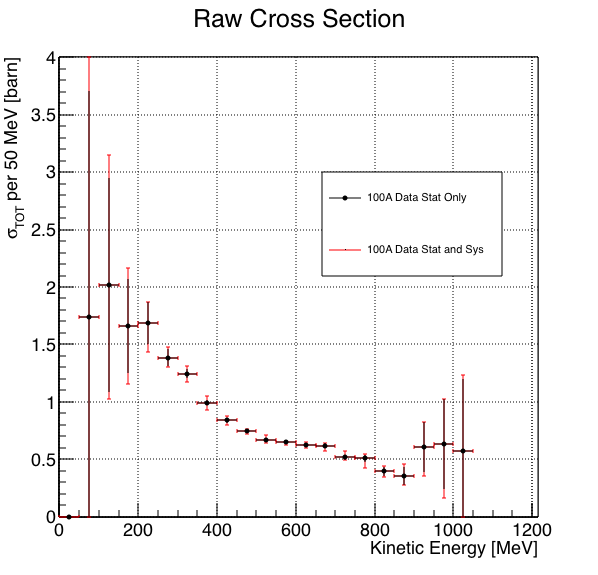 Raw Cross Section
σTOT per 50 MeV [barn]
4
3.5
3
2.5
2
1.5
1
0.5
0
100A Data Stat Only
100A Data Stat and Sys
0 200 400 600 800 1000 1200
Kinetic Energy [MeV]